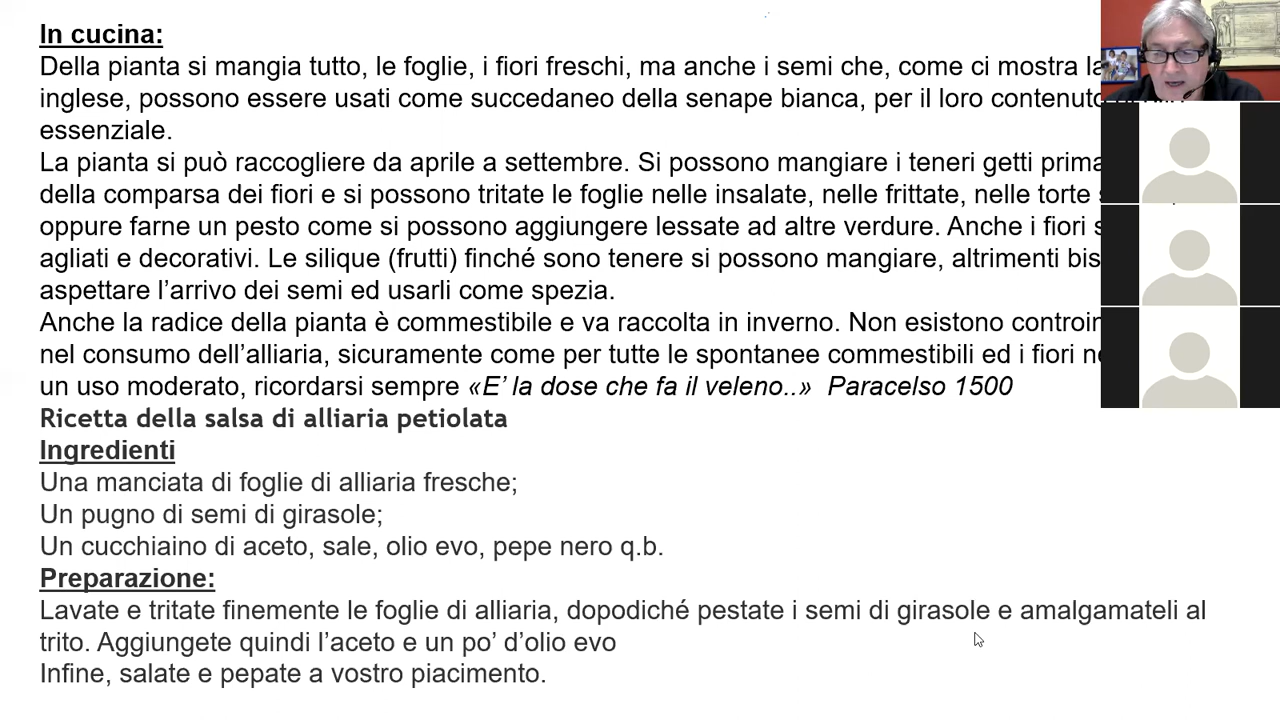 In cucina:
Della pianta si mangia tutto, le foglie, i fiori freschi, ma anche i semi che, come ci mostra la
inglese, possono essere usati come succedaneo della senape bianca, per il loro contenuto
essenziale.
La pianta si può raccogliere da aprile a settembre. Si possono mangiare i teneri getti prima
della comparsa dei fiori e si possono tritate le foglie nelle insalate, nelle frittate, nelle torte
oppure farne un pesto come si possono aggiungere lessate ad altre verdure. Anche i fiori
agliati e decorativi. Le silique (frutti) finché sono tenere si possono mangiare, altrimenti
aspettare l’arrivo dei semi ed usarli come spezia.
Anche la radice della pianta è commestibile e va raccolta in inverno. Non esistono
nel consumo dell’alliaria, sicuramente come per tutte le spontanee commestibili ed i fiori
un uso moderato, ricordarsi sempre «E’ la dose che fa il veleno..» Paracelso 1500
Ricetta della salsa di alliaria petiolata
Ingredienti
Una manciata di foglie di alliaria fresche;
Un pugno di semi di girasole;
Un cucchiaino di aceto, sale, olio evo, pepe nero q.b.
Preparazione:
Lavate e tritate finemente le foglie di alliaria, dopodiché pestate i semi di girasole e amalgamateli al
trito. Aggiungete quindi l’aceto e un po’ d’olio evo
Infine, salate e pepate a vostro piacimento.